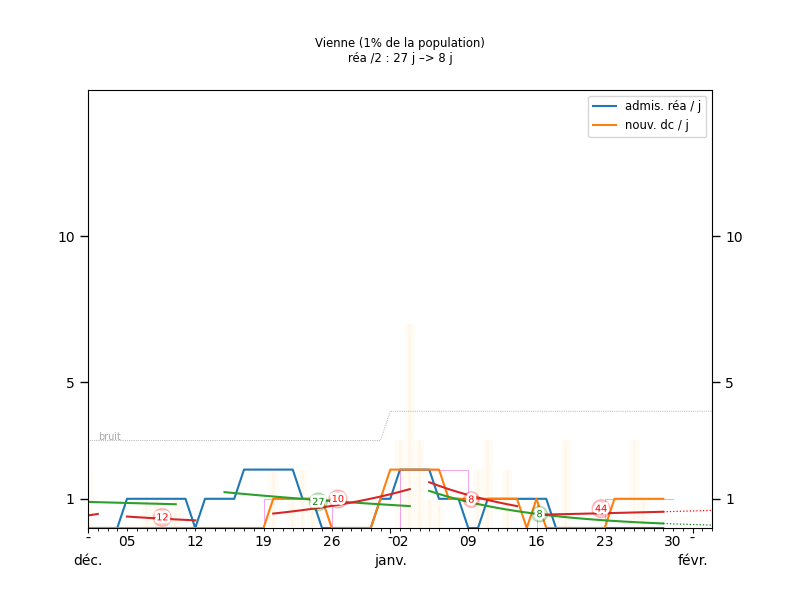 Vienne (1% de la population)
réa /2 : 27 j –> 8 j
admis. réa / j
nouv. dc / j
10
10
5
5
bruit
1
1
12
27
10
8
8
44
-
05
12
19
26
02
09
16
23
30
-
déc.
janv.
févr.